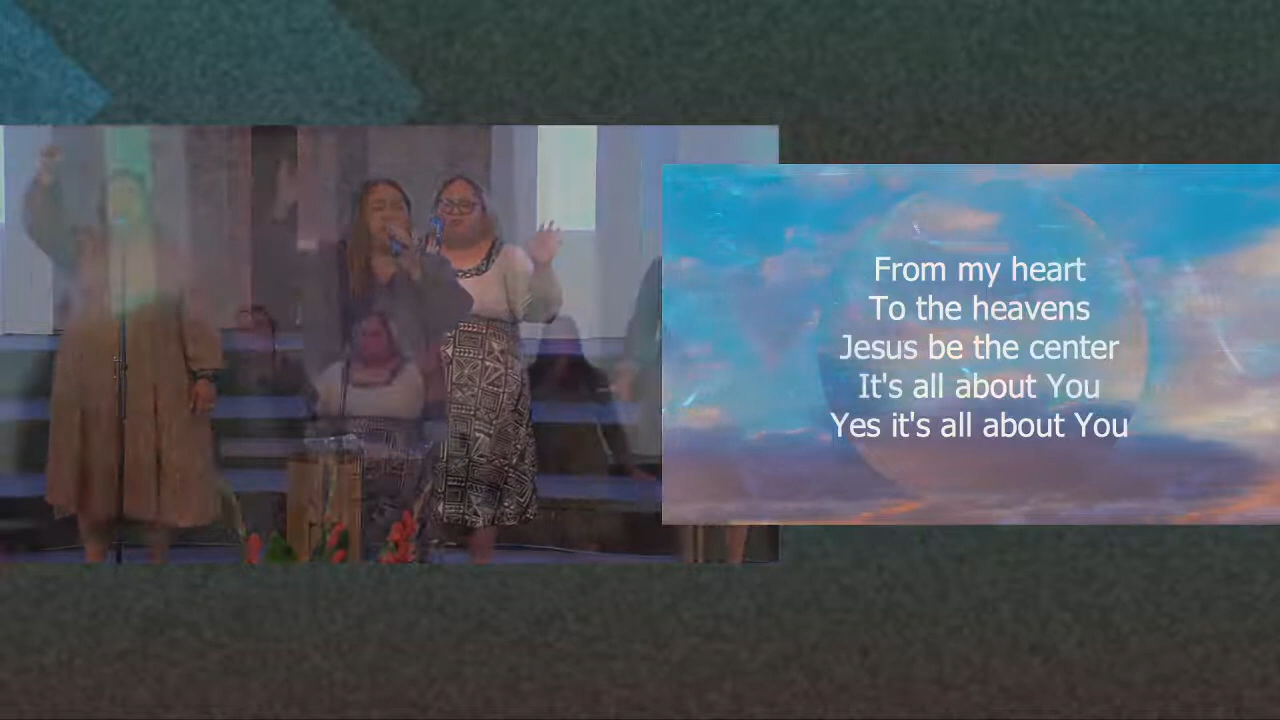 From my heart
To the heavens
Jesus be the center
It's all about You
Yes it's all about You